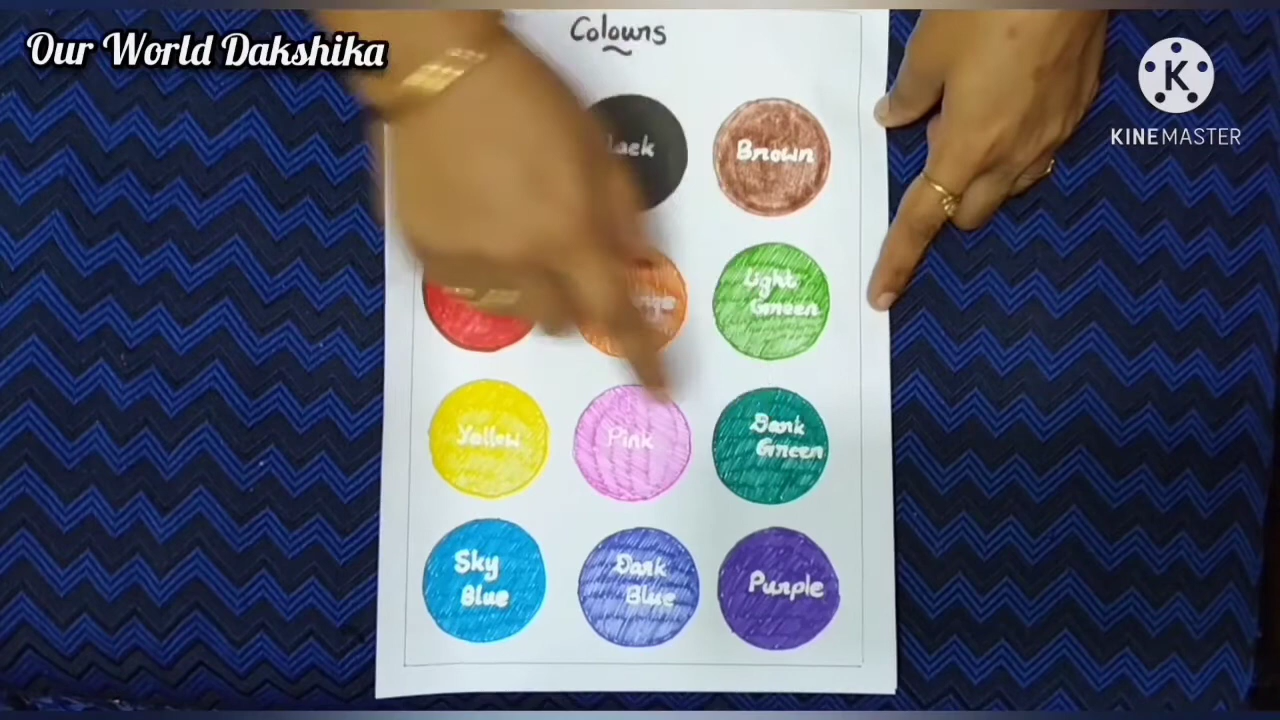 Our World Dakshika
KINEMASTER
Colours
Brown
Light
Green
Yellow
Pink
Dark
Green
Sky
Blue
Dark
Blue
Purple